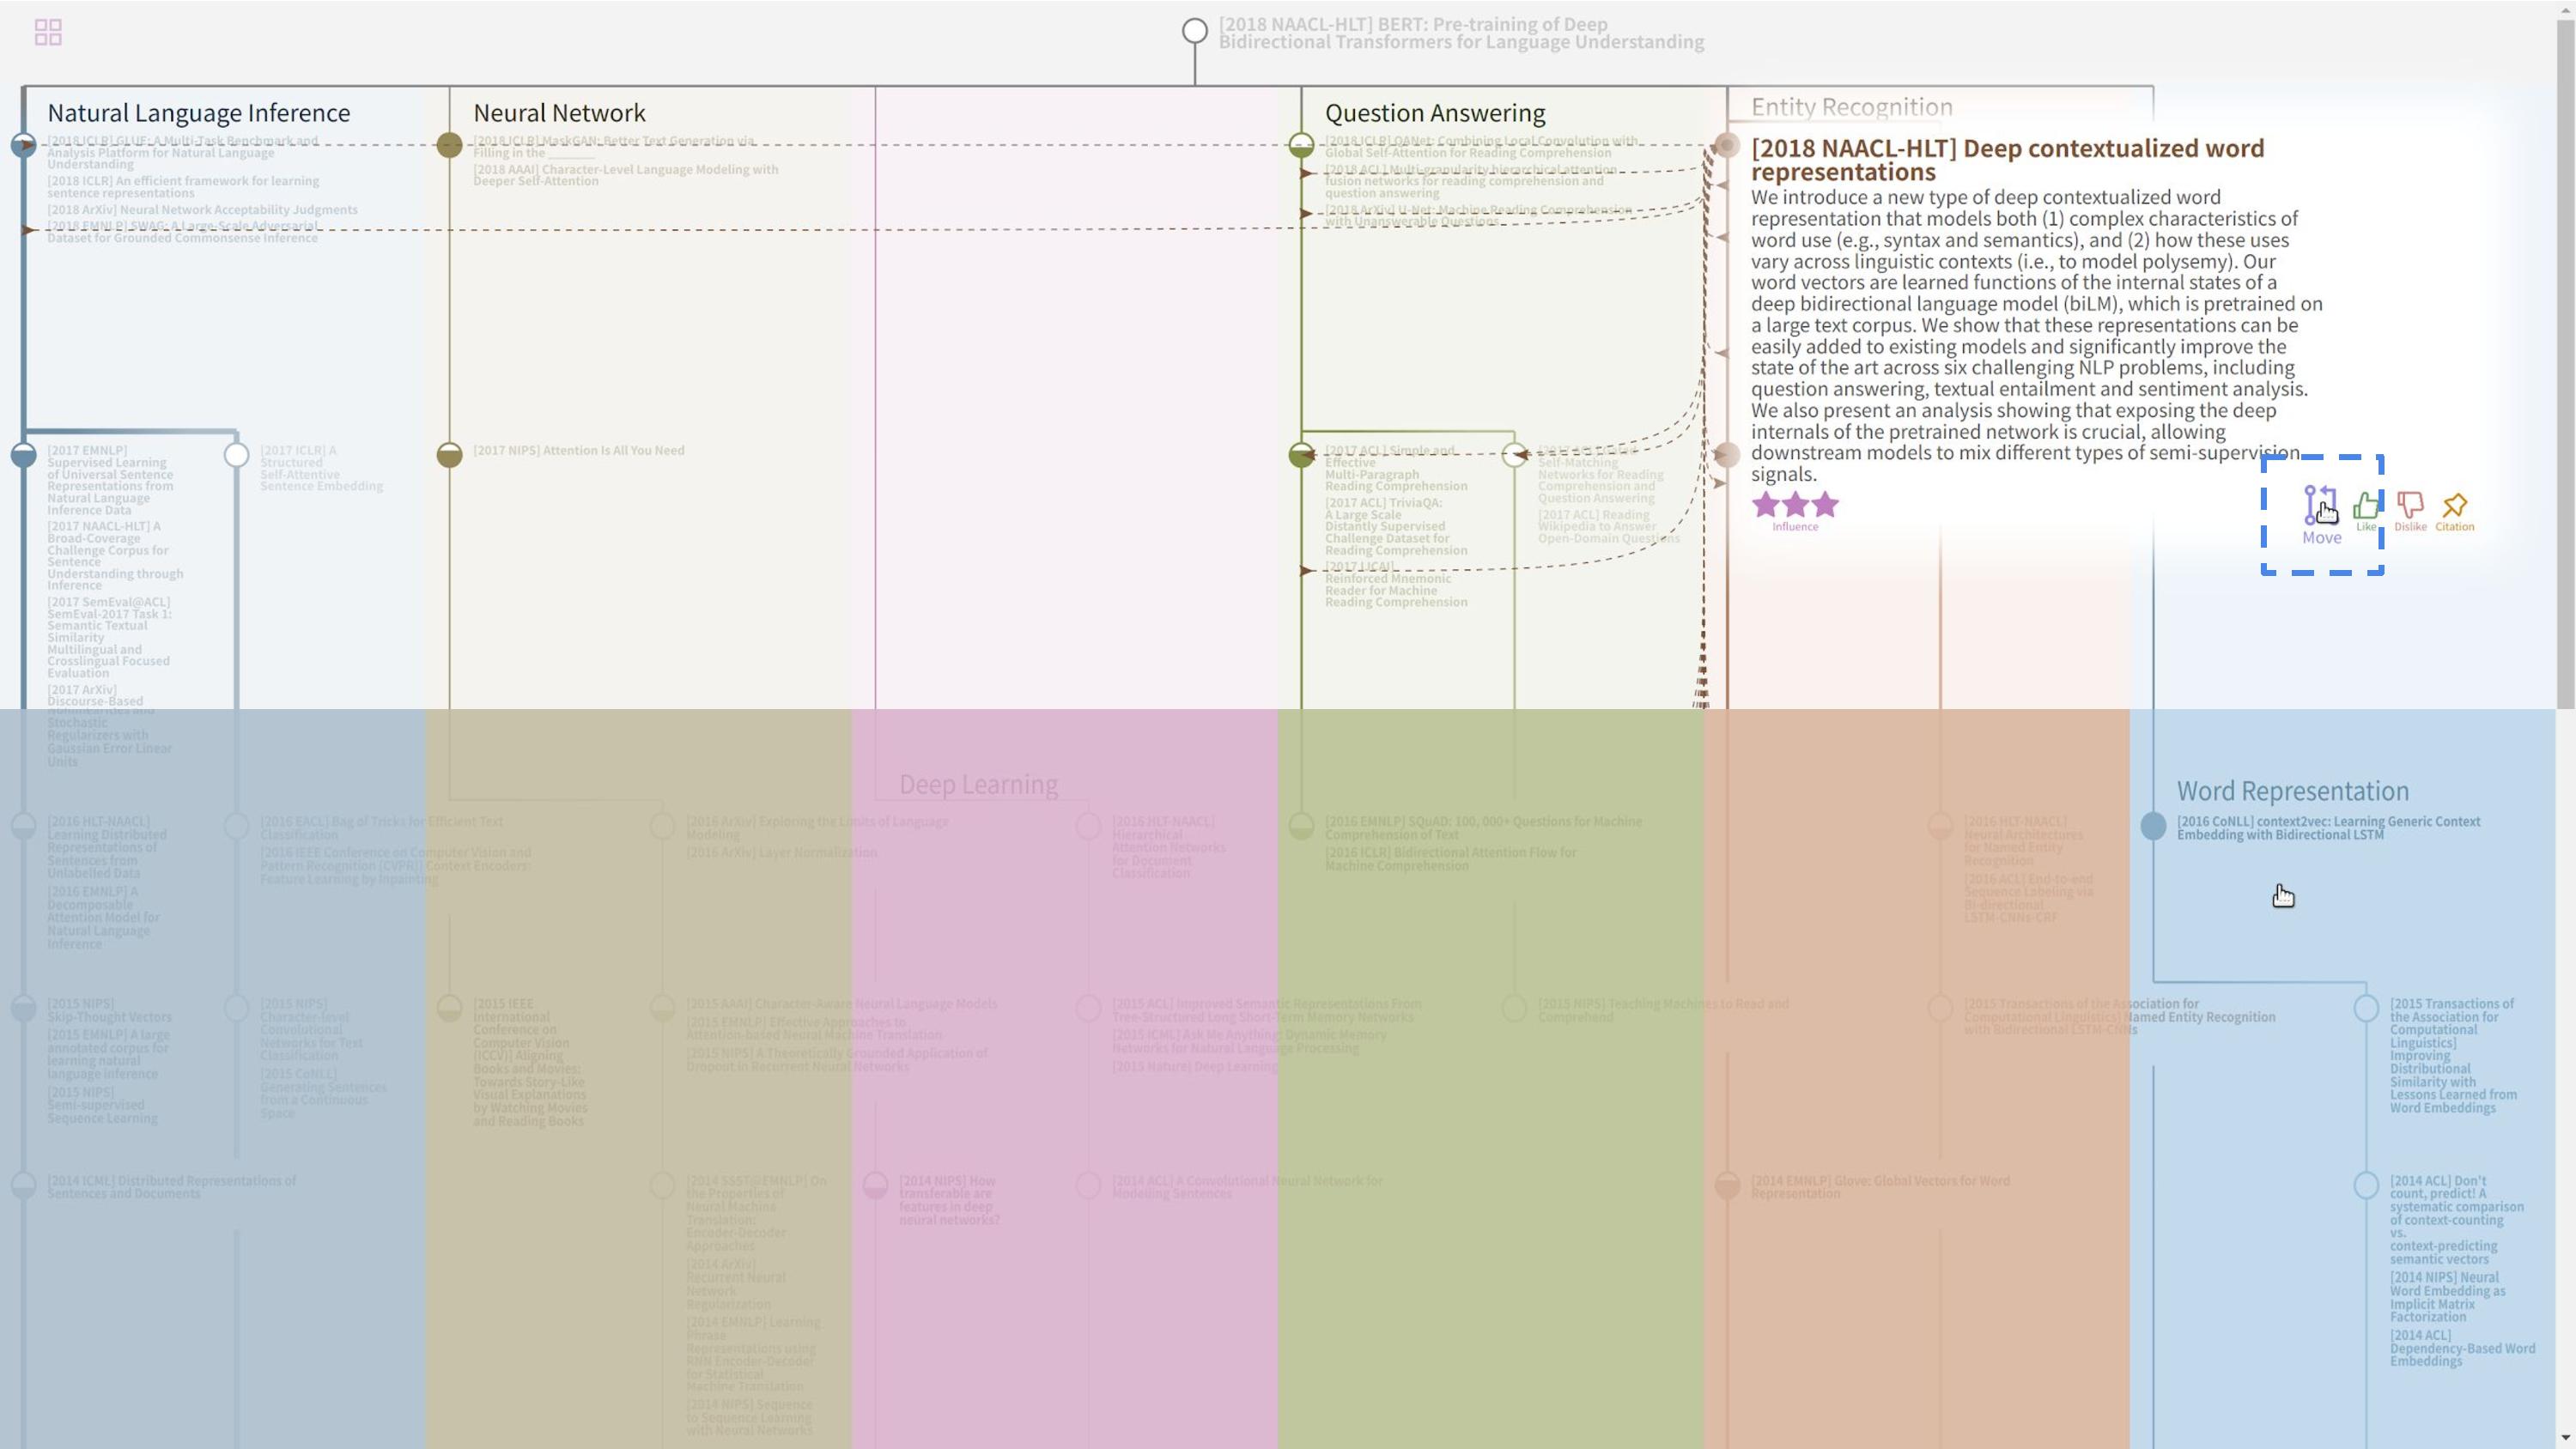 [2018 NAACL-HLT] BERT: Pre-training of Deep
Bidirectional Transformers for Language Understanding
Natural Language Inference
[2018 ICLR] GLUE: A Multi-Task Benchmark and
Analysis Platform for Natural Language
Understanding
[2018 ICLR] An efficient framework for learning
sentence representations
[2018 ArXiv] Neural Network Acceptability Judgments
[2018 EMNLP] SWAG: A Large-Scale Adversarial
Dataset for Grounded Commonsense Inference
Neural Network
[2018 ICLR] MaskGAN: Better Text Generation via
Filling in the ______
[2018 AAAI] Character-Level Language Modeling with
Deeper Self-Attention
Question Answering
[2018 ICLR] QANet: Combining Local Convolution with
Global Self-Attention for Reading Comprehension
[2018 ACL] Multi-granularity hierarchical attention
fusion networks for reading comprehension and
question answering
[2018 ArXiv] U-Net: Machine Reading Comprehension
with Unanswerable Questions
Entity Recognition
[2018 NAACL-HLT] Deep contextualized word
representations
We introduce a new type of deep contextualized word
representation that models both (1) complex characteristics of
word use (e.g., syntax and semantics), and (2) how these uses
vary across linguistic contexts (i.e., to model polysemy). Our
word vectors are learned functions of the internal states of a
deep bidirectional language model (biLM), which is pretrained on
a large text corpus. We show that these representations can be
easily added to existing models and significantly improve the
state of the art across six challenging NLP problems, including
question answering, textual entailment and sentiment analysis.
We also present an analysis showing that exposing the deep
internals of the pretrained network is crucial, allowing
downstream models to mix different types of semi-supervision
signals.
Influence
Move
Like
Dislike
Citation
[2017 EMNLP]
Supervised Learning
of Universal Sentence
Representations from
Natural Language
Inference Data
[2017 NAACL-HLT] A
Broad-Coverage
Challenge Corpus for
Sentence
Understanding through
Inference
[2017 SemEval@ACL]
SemEval-2017 Task 1:
Semantic Textual
Similarity
Multilingual and
Crosslingual Focused
Evaluation
[2017 ArXiv]
Discourse-Based
Stochastic
Regularizers with
Gaussian Error Linear
Units
[2017 ICLR] A
Structured
Self-Attentive
Sentence Embedding
[2017 NIPS] Attention Is All You Need
[2017 ACL] Simple and
Effective
Multi-Paragraph
Reading Comprehension
[2017 ACL] TriviaQA:
A Large Scale
Distantly Supervised
Challenge Dataset for
Reading Comprehension
[2017 IJCAI]
Reinforced Mnemonic
Reader for Machine
Reading Comprehension
[2017 ACL]
Self-Matching
Networks for Reading
Comprehension and
Question Answering
[2017 ACL] Reading
Wikipedia to Answer
Open-Domain Questions
Deep Learning
Word Representation
[2016 HLT-NAACL]
Learning Distributed
Representations of
Sentences from
Unlabelled Data
[2016 EMNLP] A
Decomposable
Attention Model for
Natural Language
Inference
[2016 EACL] Bag of Tricks for Efficient Text
Classification
[2016 IEEE Conference on Computer Vision and
Pattern Recognition (CVPR)] Context Encoders:
Feature Learning by Inpainting
[2016 ArXiv] Exploring the Limits of Language
Modeling
[2016 ArXiv] Layer Normalization
[2016 HLT-NAACL]
Hierarchical
Attention Networks
for Document
Classification
[2016 EMNLP] SQuAD: 100, 000+ Questions for Machine
Comprehension of Text
[2016 ICLR] Bidirectional Attention Flow for
Machine Comprehension
[2016 HLT-NAACL]
Neural Architectures
for Named Entity
Recognition
[2016 ACL] End-to-end
Sequence Labeling via
Bi-directional
LSTM-CNNs-CRF
[2016 CoNLL] context2vec: Learning Generic Context
Embedding with Bidirectional LSTM
[2015 NIPS]
Skip-Thought Vectors
[2015 EMNLP] A large
annotated corpus for
learning natural
language inference
[2015 NIPS]
Semi-supervised
Sequence Learning
[2015 NIPS]
Character-level
Convolutional
Networks for Text
Classification
[2015 CoNLL]
Generating Sentences
from a Continuous
Space
[2015 IEEE
International
Conference on
Computer Vision
(ICCV)] Aligning
Books and Movies:
Towards Story-Like
Visual Explanations
by Watching Movies
and Reading Books
[2015 AAAI] Character-Aware Neural Language Models
[2015 EMNLP] Effective Approaches to
Attention-based Neural Machine Translation
[2015 NIPS] A Theoretically Grounded Application of
Dropout in Recurrent Neural Networks
[2015 ACL] Improved Semantic Representations From
Tree-Structured Long Short-Term Memory Networks
[2015 ICML] Ask Me Anything: Dynamic Memory
Networks for Natural Language Processing
[2015 Nature] Deep Learning
[2015 NIPS] Teaching Machines to Read and
Comprehend
[2015 Transactions of the Association for
Computational Linguistics] Named Entity Recognition
with Bidirectional LSTM-CNNs
[2015 Transactions of
the Association for
Computational
Linguistics]
Improving
Distributional
Similarity with
Lessons Learned from
Word Embeddings
[2014 ICML] Distributed Representations of
Sentences and Documents
[2014 SSST@EMNLP] On
the Properties of
Neural Machine
Translation:
Encoder-Decoder
Approaches
[2014 ArXiv]
Recurrent Neural
Network
Regularization
[2014 EMNLP] Learning
Phrase
Representations using
RNN Encoder-Decoder
for Statistical
Machine Translation
[2014 NIPS] Sequence
to Sequence Learning
with Neural Networks
[2014 NIPS] How
transferable are
features in deep
neural networks?
[2014 ACL] A Convolutional Neural Network for
Modelling Sentences
[2014 EMNLP] Glove: Global Vectors for Word
Representation
[2014 ACL] Don't
count, predict! A
systematic comparison
of context-counting
vs.
context-predicting
semantic vectors
[2014 NIPS] Neural
Word Embedding as
Implicit Matrix
Factorization
[2014 ACL]
Dependency-Based Word
Embeddings